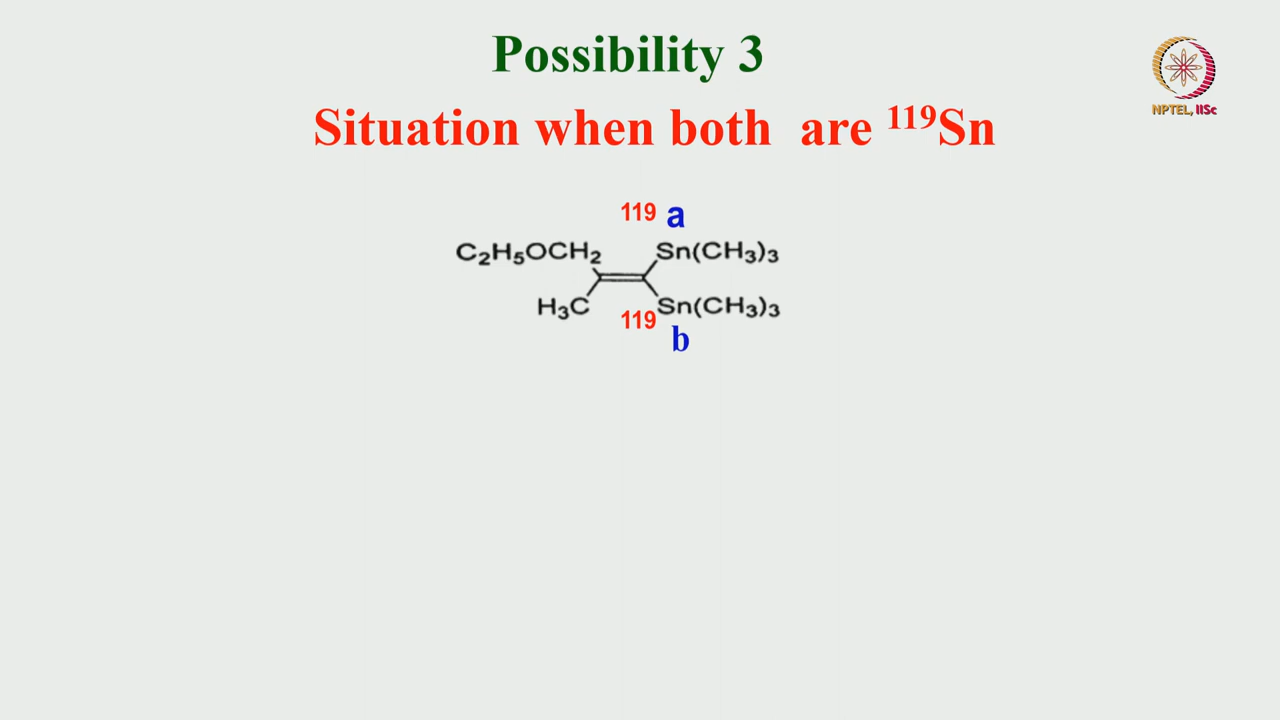 Possibility 3
NPTEL, IISc
Situation when both are ¹¹⁹Sn
119 a
C₂H₅OCH₂ Sn(CH₃)₃
H₃C 119 Sn(CH₃)₃
b